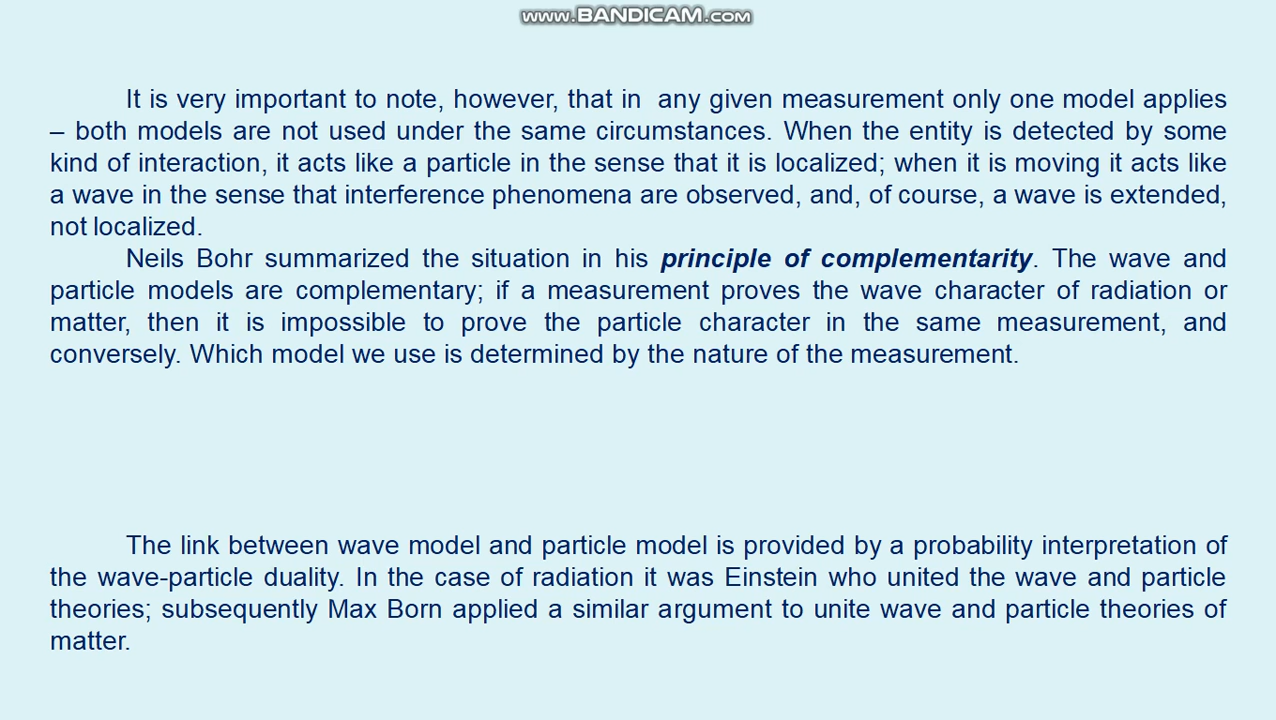 www.BANDICAM.com
It is very important to note, however, that in any given measurement only one model applies
– both models are not used under the same circumstances. When the entity is detected by some
kind of interaction, it acts like a particle in the sense that it is localized; when it is moving it acts like
a wave in the sense that interference phenomena are observed, and, of course, a wave is extended,
not localized.
Neils Bohr summarized the situation in his principle of complementarity. The wave and
particle models are complementary; if a measurement proves the wave character of radiation or
matter, then it is impossible to prove the particle character in the same measurement, and
conversely. Which model we use is determined by the nature of the measurement.
The link between wave model and particle model is provided by a probability interpretation of
the wave-particle duality. In the case of radiation it was Einstein who united the wave and particle
theories; subsequently Max Born applied a similar argument to unite wave and particle theories of
matter.